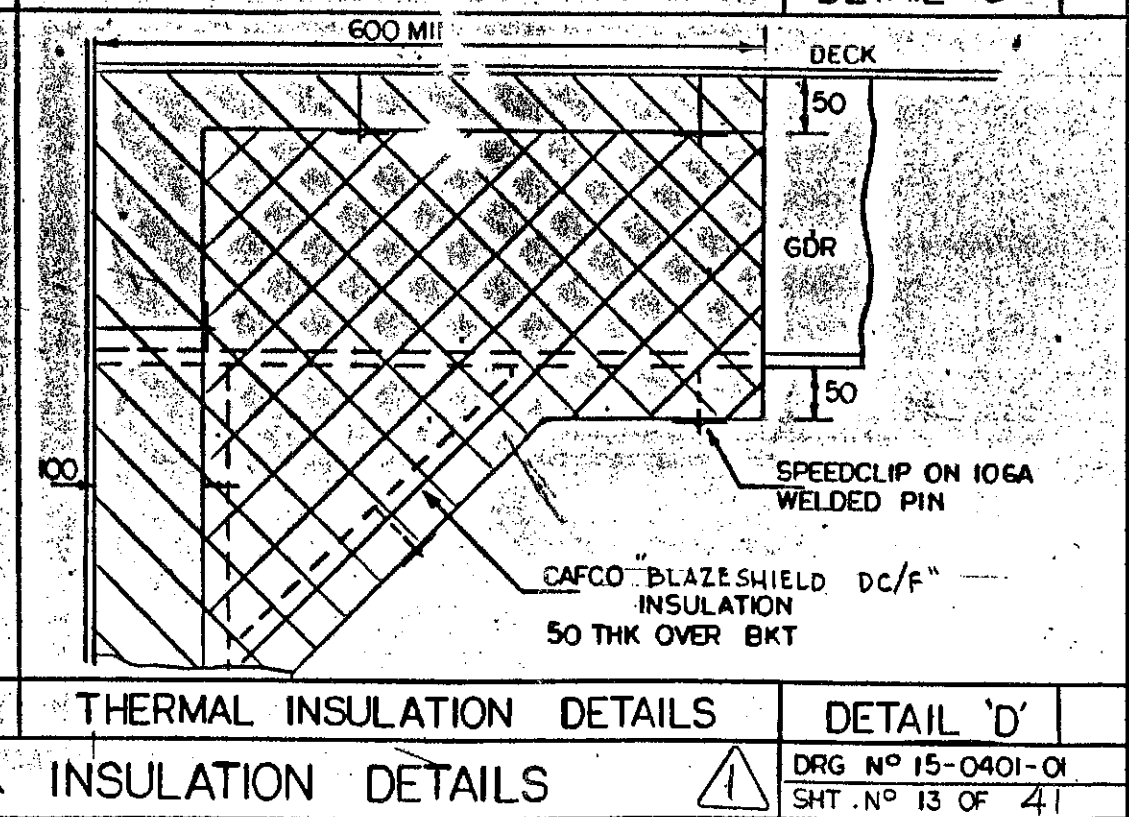 600 MI
DECK
50
GDR
50
100
SPEEDCLIP ON 106A
WELDED PIN
CAFCO "BLAZESHIELD DC/F"
INSULATION
50 THK OVER BKT
THERMAL INSULATION DETAILS
DETAIL 'D'
INSULATION DETAILS
1
DRG Nº 15-0401-01
SHT. Nº 13 OF 41